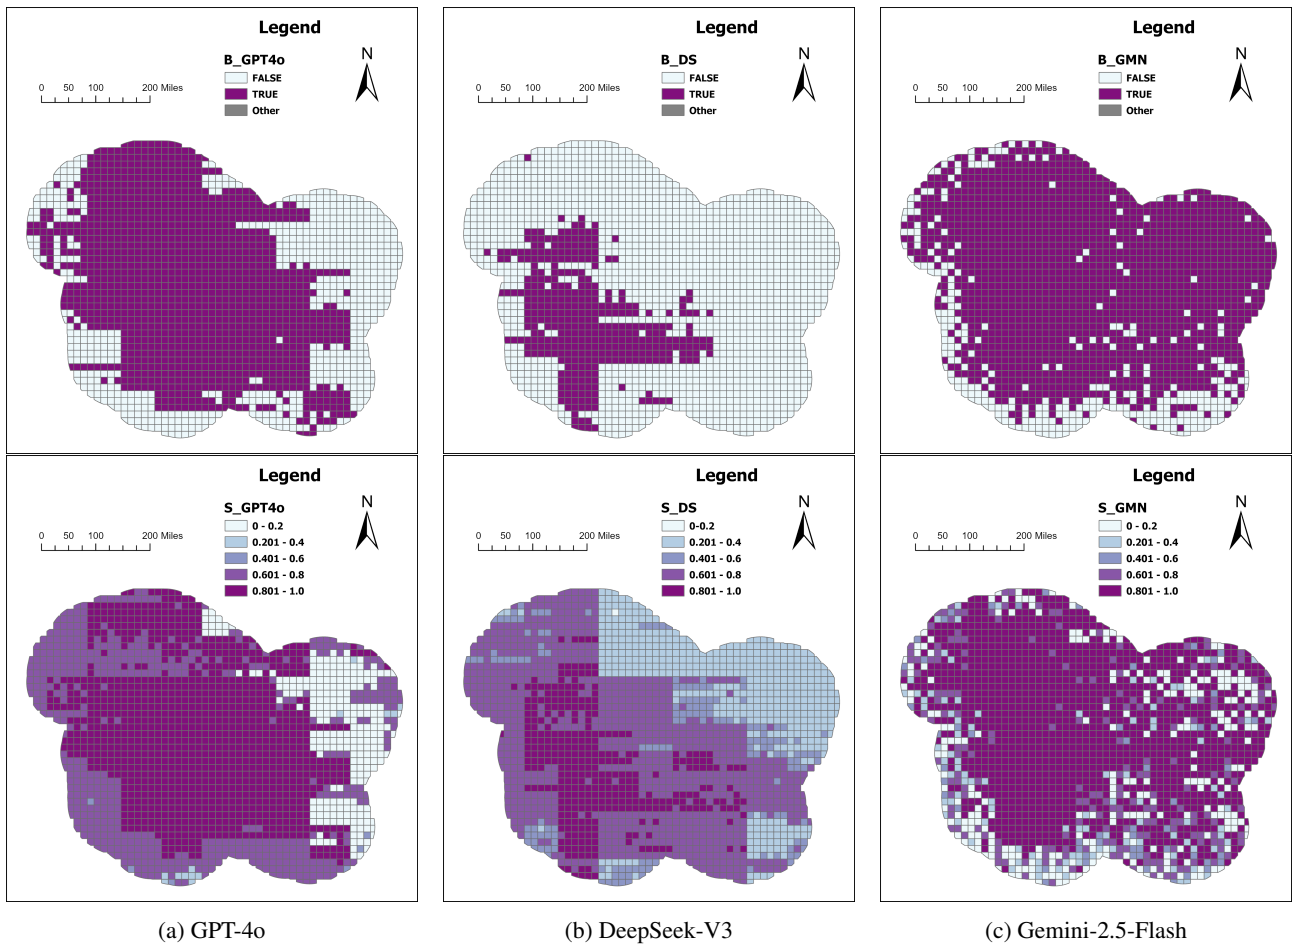 Legend
B_GPT4o
FALSE
TRUE
Other
0 50 100 200 Miles
N
Legend
B_DS
FALSE
TRUE
Other
0 50 100 200 Miles
N
Legend
B_GMN
FALSE
TRUE
Other
0 50 100 200 Miles
N
Legend
S_GPT4o
0 - 0.2
0.201 - 0.4
0.401 - 0.6
0.601 - 0.8
0.801 - 1.0
0 50 100 200 Miles
N
Legend
S_DS
0-0.2
0.201 - 0.4
0.401 - 0.6
0.601 - 0.8
0.801 - 1.0
0 50 100 200 Miles
N
Legend
S_GMN
0 - 0.2
0.201 - 0.4
0.401 - 0.6
0.601 - 0.8
0.801 - 1.0
0 50 100 200 Miles
N
(a) GPT-4o
(b) DeepSeek-V3
(c) Gemini-2.5-Flash